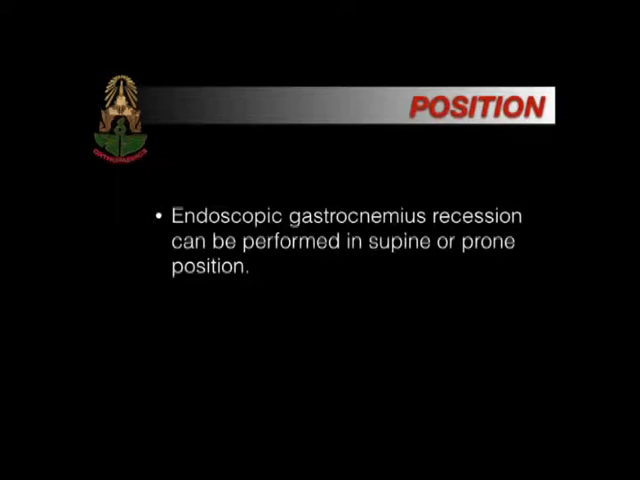 POSITION
• Endoscopic gastrocnemius recession
can be performed in supine or prone
position.